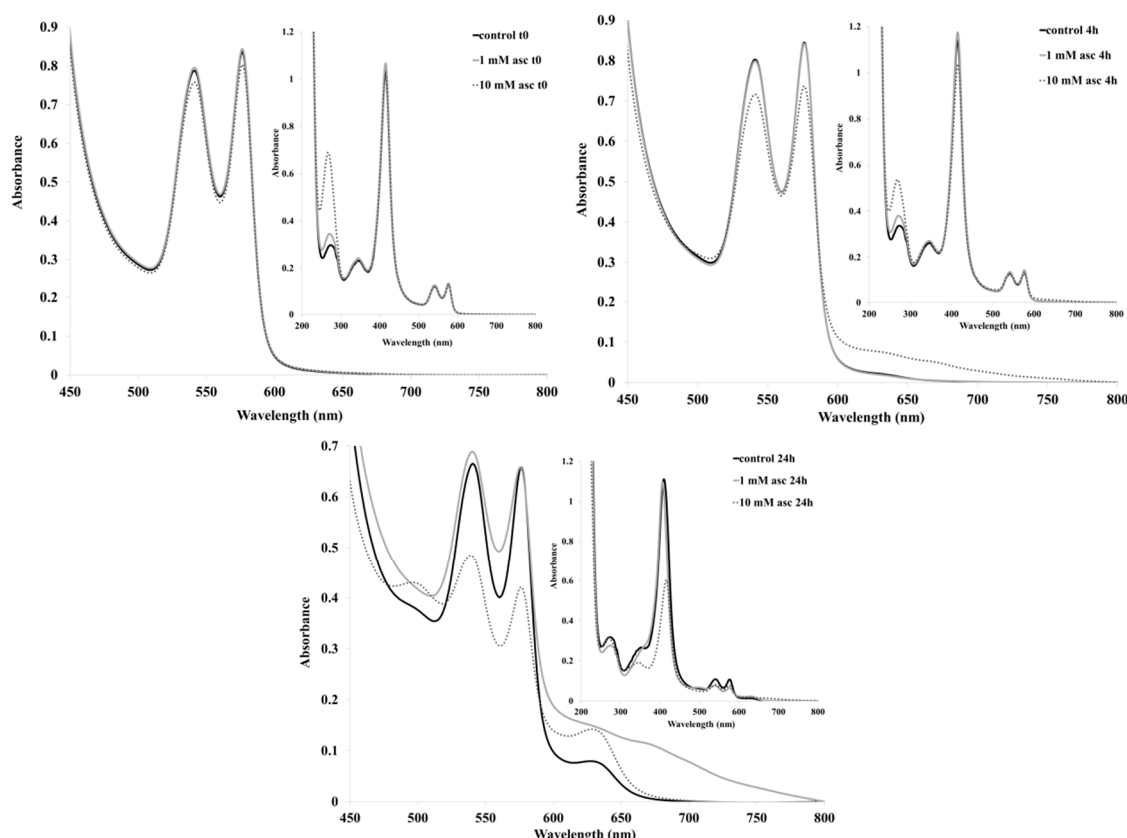 0.9
0.8
0.7
0.6
0.5
0.4
0.3
0.2
0.1
0
Absorbance
450 500 550 600 650 700 750 800
Wavelength (nm)
1.2
1
0.8
0.6
0.4
0.2
0
Absorbance
200 300 400 500 600 700 800
Wavelength (nm)
control t0
1 mM asc t0
10 mM asc t0
0.9
0.8
0.7
0.6
0.5
0.4
0.3
0.2
0.1
0
Absorbance
450 500 550 600 650 700 750 800
Wavelength (nm)
1.2
1
0.8
0.6
0.4
0.2
0
Absorbance
200 300 400 500 600 700 800
Wavelength (nm)
control 4h
1 mM asc 4h
10 mM asc 4h
0.7
0.6
0.5
0.4
0.3
0.2
0.1
0
Absorbance
450 500 550 600 650 700 750 800
Wavelength (nm)
1.2
1
0.8
0.6
0.4
0.2
0
Absorbance
200 300 400 500 600 700 800
Wavelength (nm)
control 24h
1 mM asc 24h
10 mM asc 24h